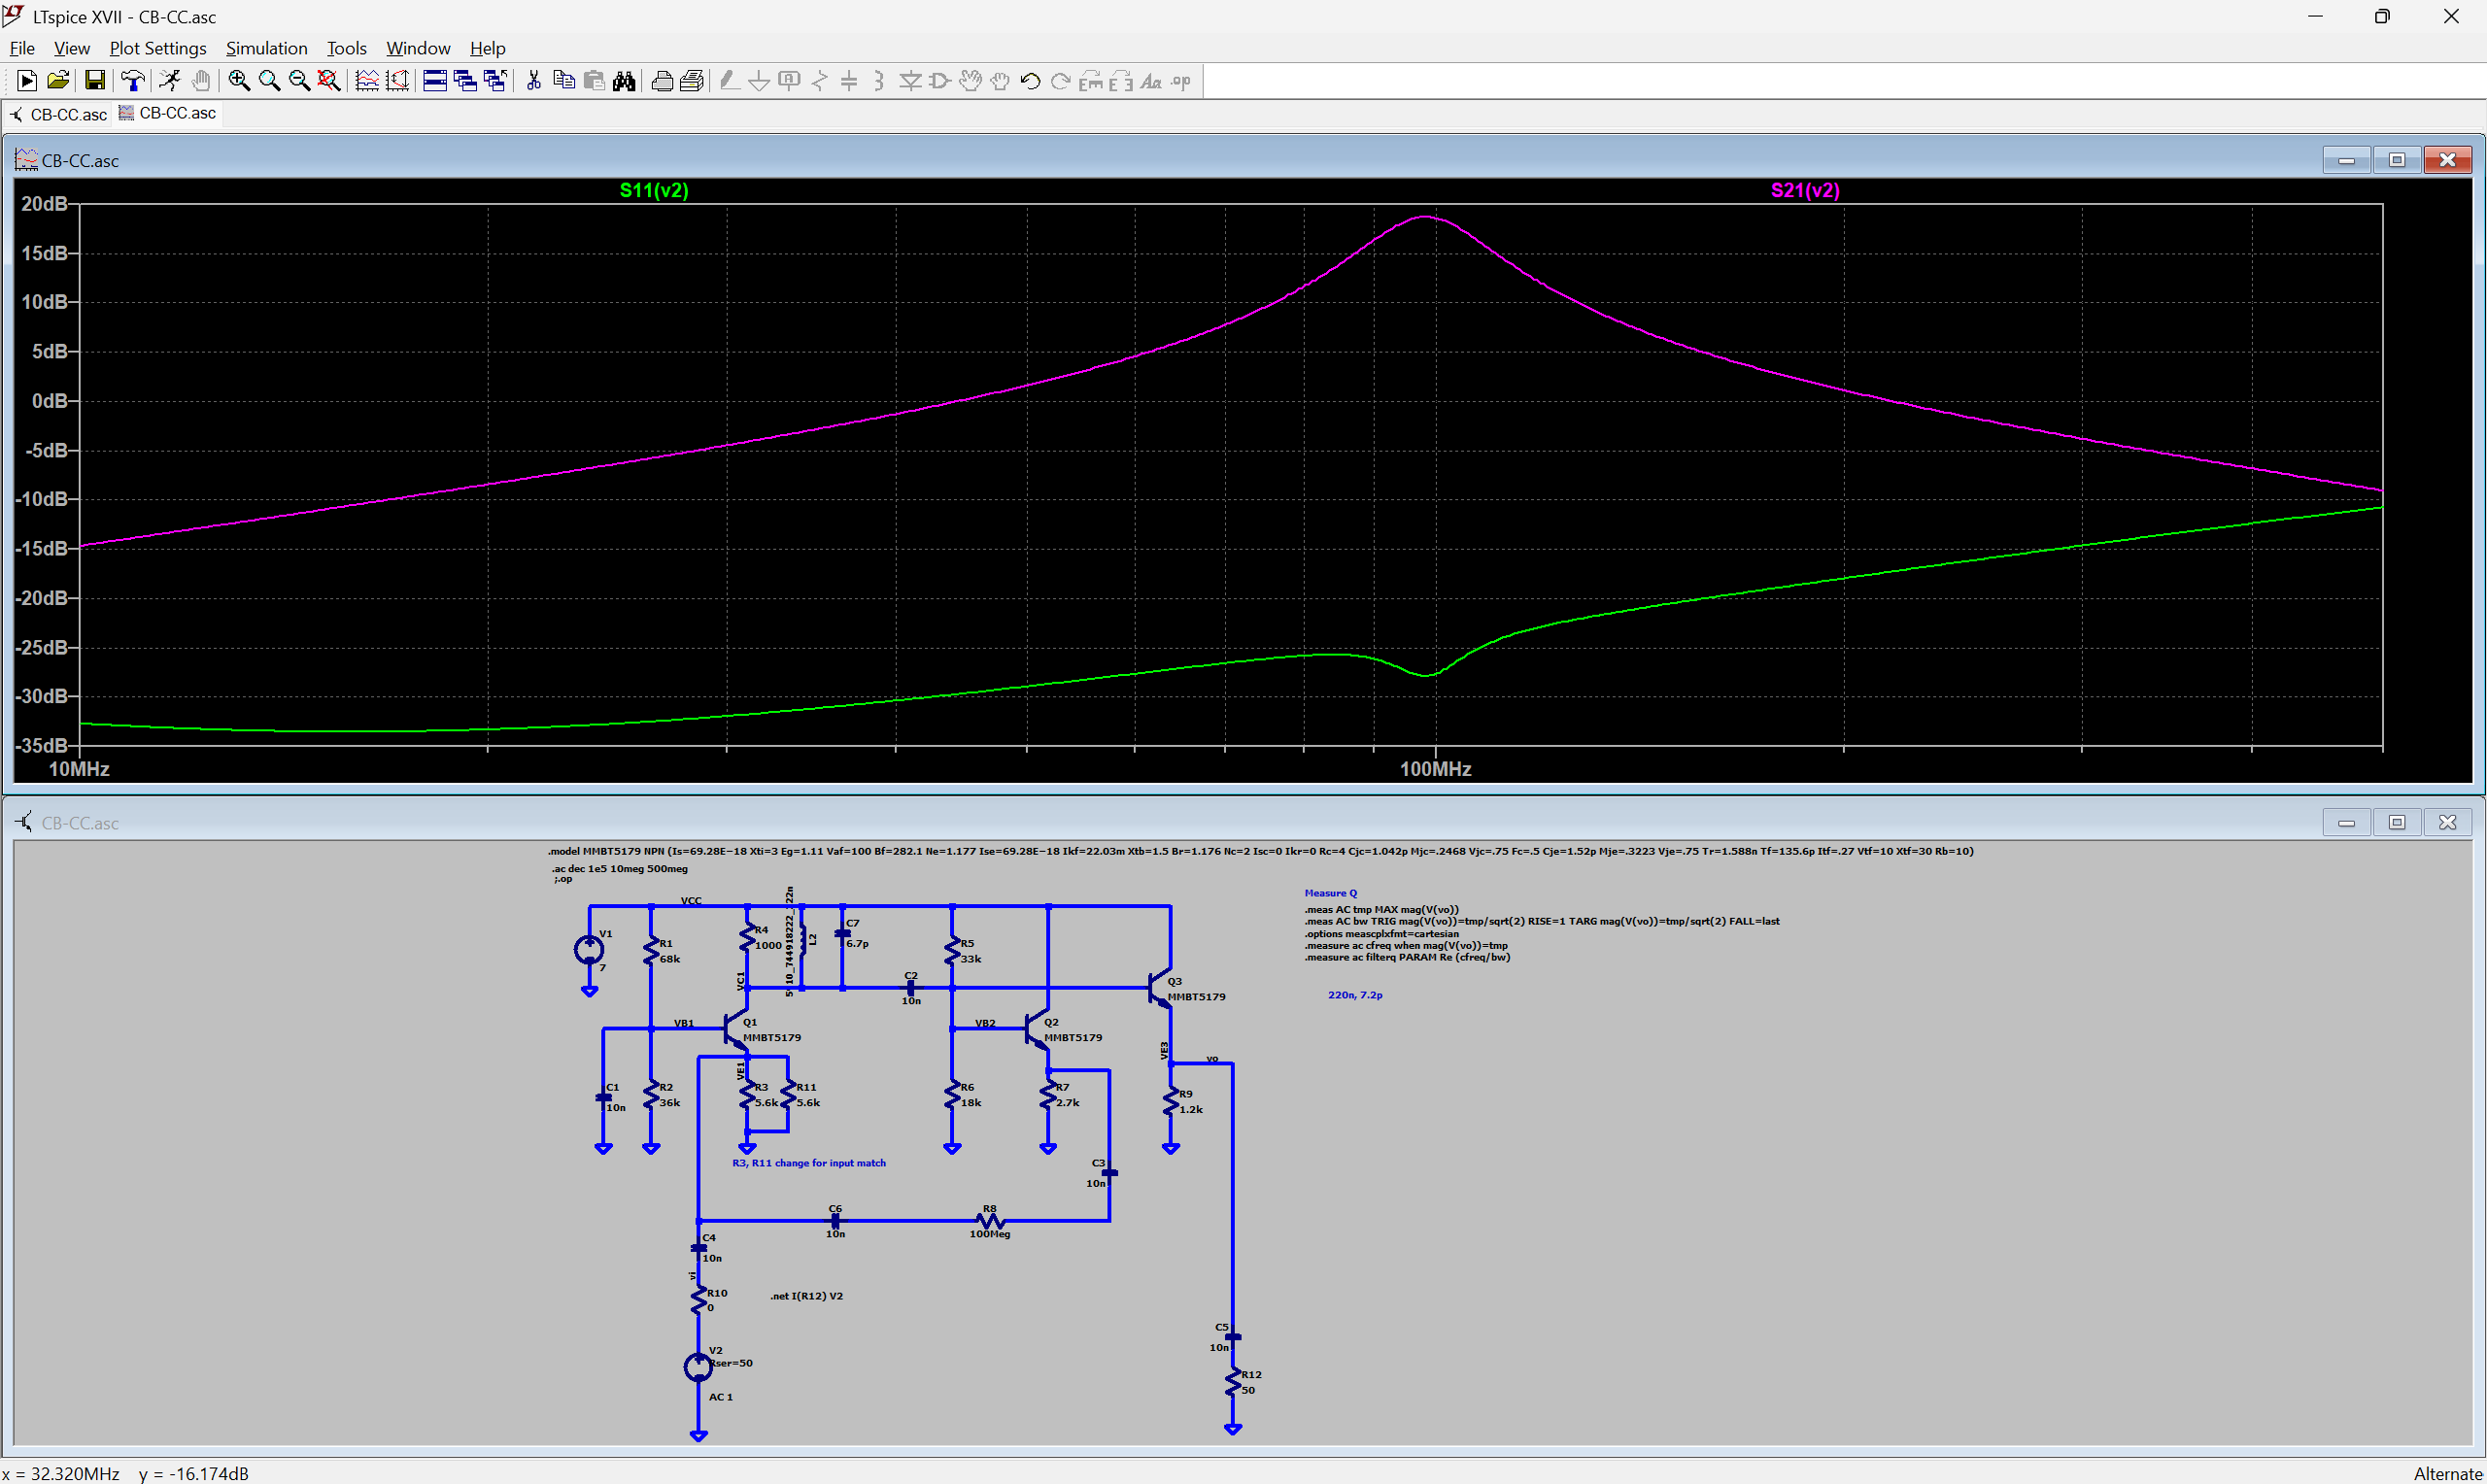 LTspice XVII - CB-CC.asc
File View Plot Settings Simulation Tools Window Help
CB-CC.asc CB-CC.asc
CB-CC.asc
S11(v2) S21(v2)
20dB
15dB
10dB
5dB
0dB
-5dB
-10dB
-15dB
-20dB
-25dB
-30dB
-35dB
10MHz 100MHz
CB-CC.asc
.model MMBT5179 NPN (Is=69.28E-18 Xti=3 Eg=1.11 Vaf=100 Bf=282.1 Ne=1.177 Ise=69.28E-18 Ikf=22.03m Xtb=1.5 Br=1.176 Nc=2 Isc=0 Ikr=0 Rc=4 Cjc=1.042p Mjc=.2468 Vjc=.75 Fc=.5 Cje=1.52p Mje=.3223 Vje=.75 Tr=1.588n Tf=135.6p Itf=.27 Vtf=10 Xtf=30 Rb=10)
.ac dec 1e5 10meg 500meg
;.op
Measure Q
.meas AC tmp MAX mag(V(vo))
.meas AC bw TRIG mag(V(vo))=tmp/sqrt(2) RISE=1 TARG mag(V(vo))=tmp/sqrt(2) FALL=last
.options meascplxfmt=cartesian
.measure ac cfreq when mag(V(vo))=tmp
.measure ac filterq PARAM Re (cfreq/bw)
220n, 7.2p
VCC
V1
7
R1
68k
R4
1000
L2
C7
6.7p
R5
33k
VC1
C2
10n
Q3
MMBT5179
VB1
Q1
MMBT5179
VB2
Q2
MMBT5179
VE3
vo
C1
10n
R2
36k
VE1
R3
5.6k
R11
5.6k
R6
18k
R7
2.7k
R9
1.2k
R3, R11 change for input match
C3
10n
C6
10n
R8
100Meg
C4
10n
vi
R10
0
.net I(R12) V2
V2
Rser=50
AC 1
C5
10n
R12
50
x = 32.320MHz y = -16.174dB
Alternate